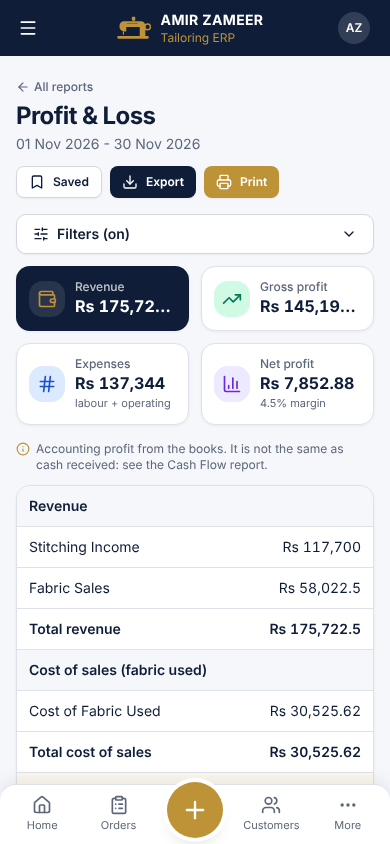 AMIR ZAMEER
Tailoring ERP
AZ
All reports
Profit & Loss
01 Nov 2026 - 30 Nov 2026
Saved
Export
Print
Filters (on)
Revenue
Rs 175,72...
Gross profit
Rs 145,19...
Expenses
Rs 137,344
labour + operating
Net profit
Rs 7,852.88
4.5% margin
Accounting profit from the books. It is not the same as
cash received: see the Cash Flow report.
Revenue
Stitching Income Rs 117,700
Fabric Sales Rs 58,022.5
Total revenue Rs 175,722.5
Cost of sales (fabric used)
Cost of Fabric Used Rs 30,525.62
Total cost of sales Rs 30,525.62
Home
Orders
Customers
More